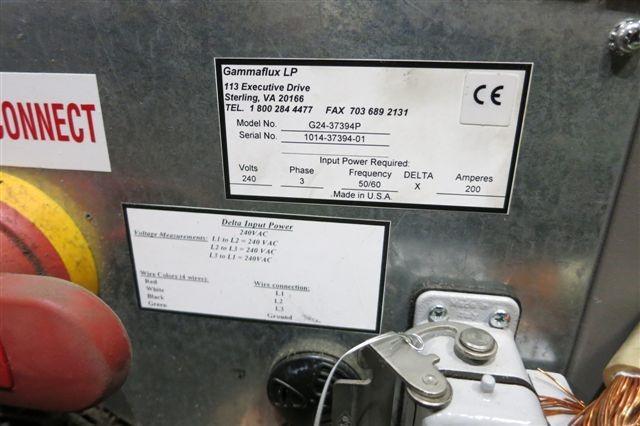 CONNECT
Gammaflux LP
113 Executive Drive
Sterling, VA 20166
TEL. 1 800 284 4477 FAX 703 689 2131
CE
Model No. G24-37394P
Serial No. 1014-37394-01
Input Power Required:
Volts Phase Frequency DELTA Amperes
240 3 50/60 X 200
Made in U.S.A.
Delta Input Power
240VAC
Voltage Measurements: L1 to L2 = 240 VAC
L2 to L3 = 240 VAC
L3 to L1 = 240VAC
Wire Colors (4 wires): Wire connection:
Red L1
White L2
Black L3
Green Ground